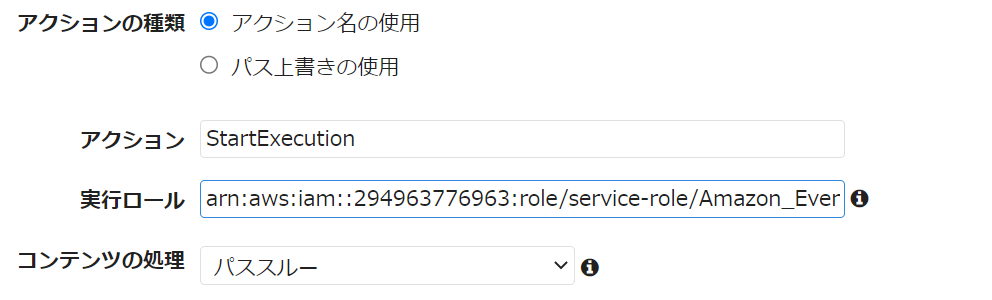 アクションの種類 アクション名の使用
パス上書きの使用
アクション StartExecution
実行ロール arn:aws:iam::294963776963:role/service-role/Amazon_Ever
コンテンツの処理 パススルー